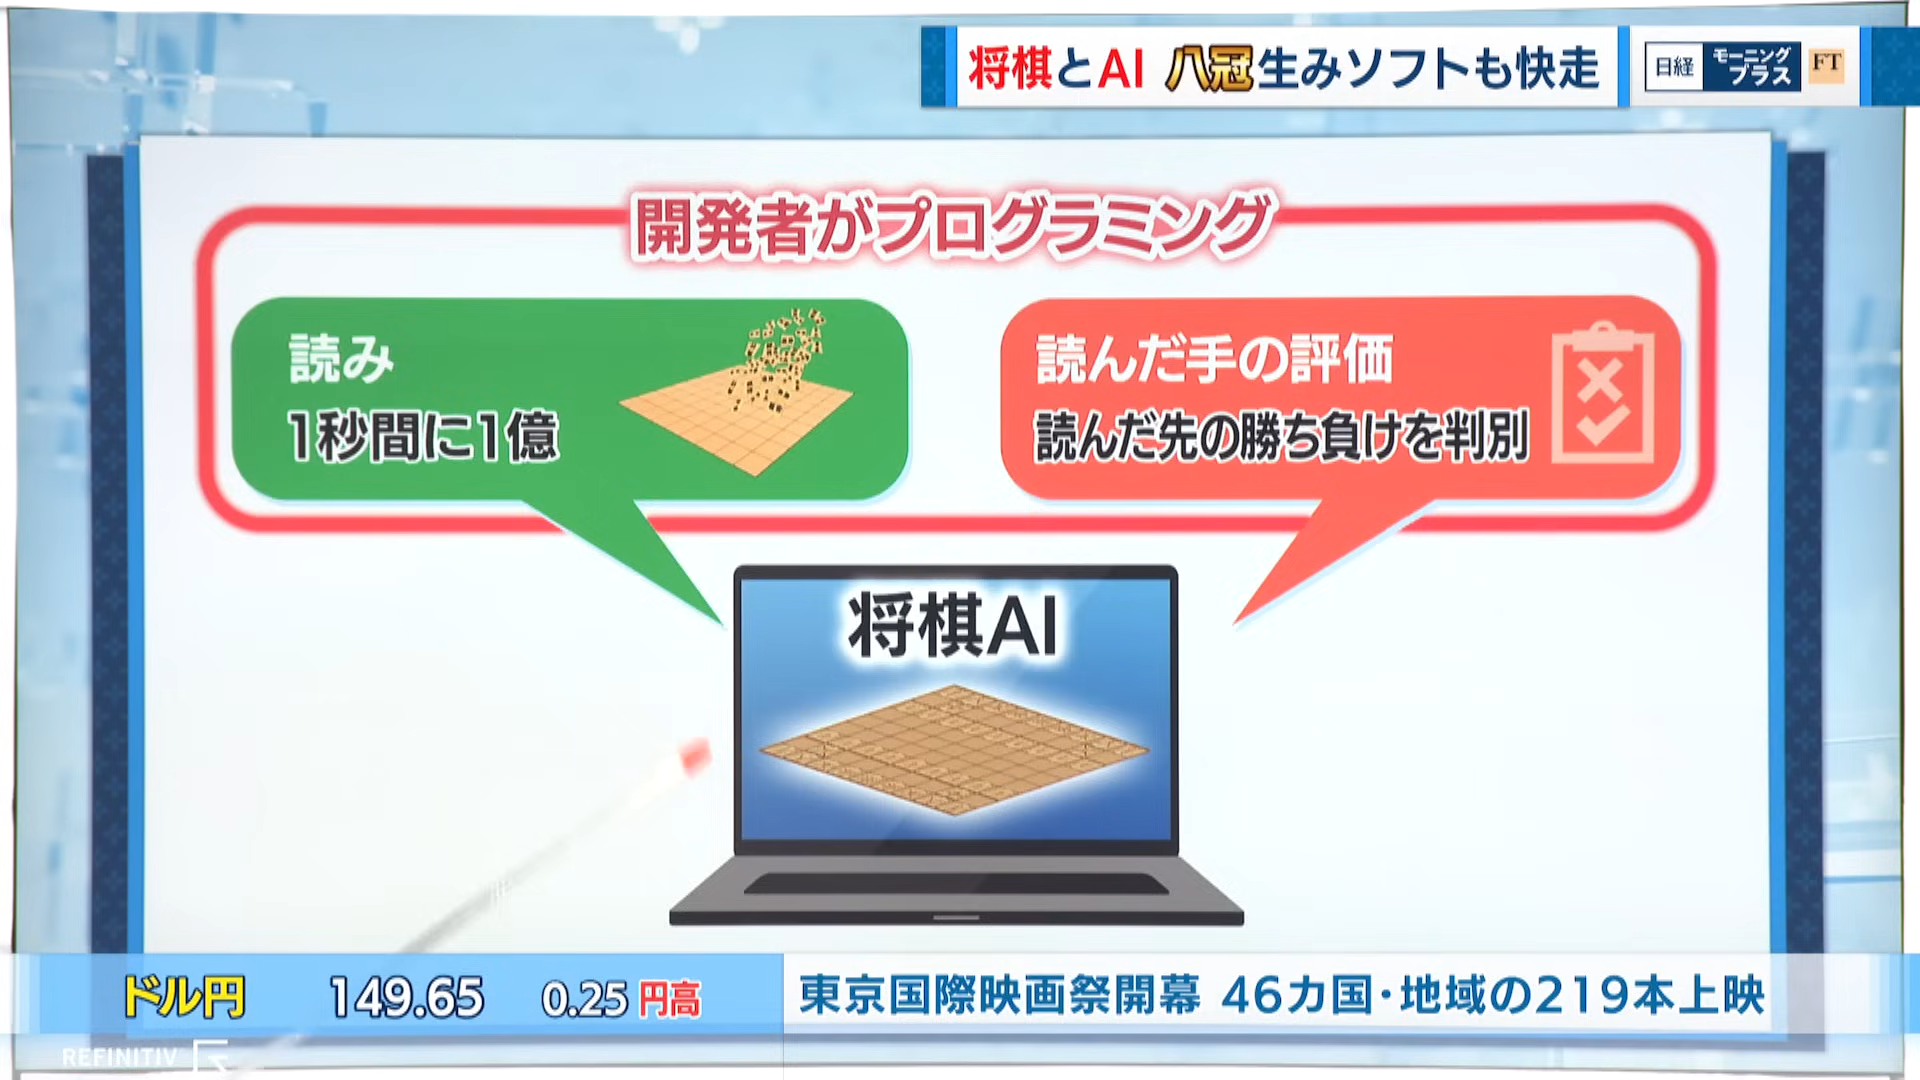 将棋とAI 八冠生みソフトも快走
日経 モーニングプラス FT
開発者がプログラミング
読み
1秒間に1億
読んだ手の評価
読んだ先の勝ち負けを判別
将棋AI
ドル円 149.65 0.25 円高
東京国際映画祭開幕 46カ国・地域の219本上映
REFINITIV